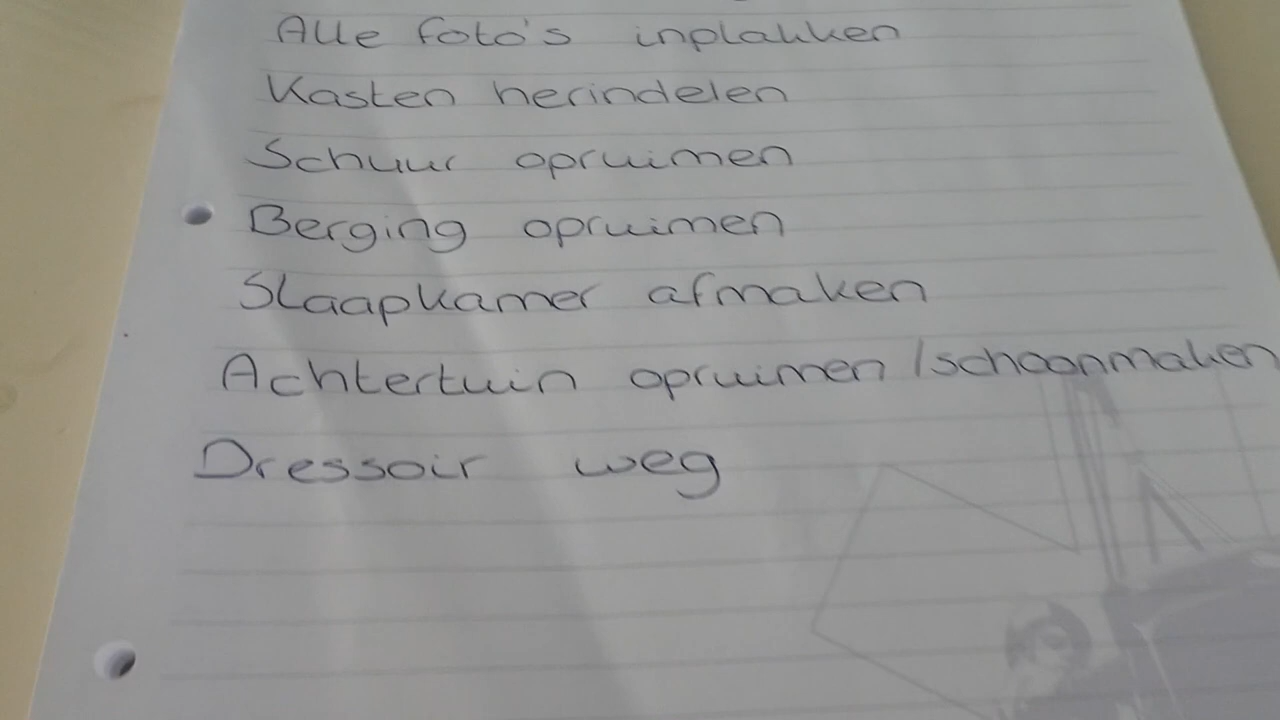 Alle foto's inplakken
Kasten herindelen
Schuur opruimen
Berging opruimen
Slaapkamer afmaken
Achtertuin opruimen /schoonmaken
Dressoir weg